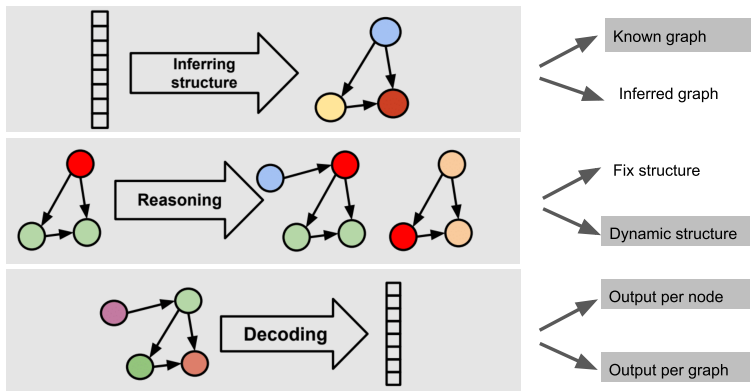 Inferring
structure
Known graph
Inferred graph
Reasoning
Fix structure
Dynamic structure
Decoding
Output per node
Output per graph